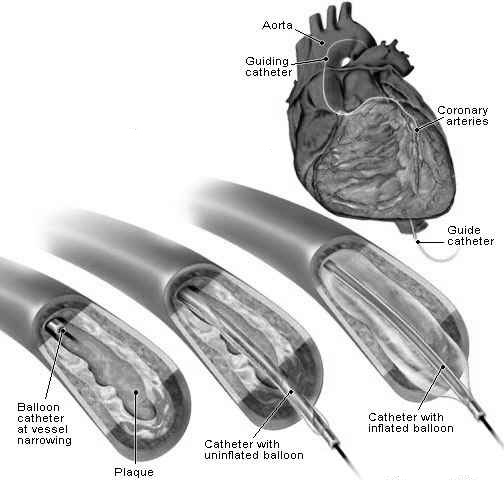 Aorta
Guiding
catheter
Coronary
arteries
Guide
catheter
Balloon
catheter
at vessel
narrowing
Plaque
Catheter with
uninflated balloon
Catheter with
inflated balloon